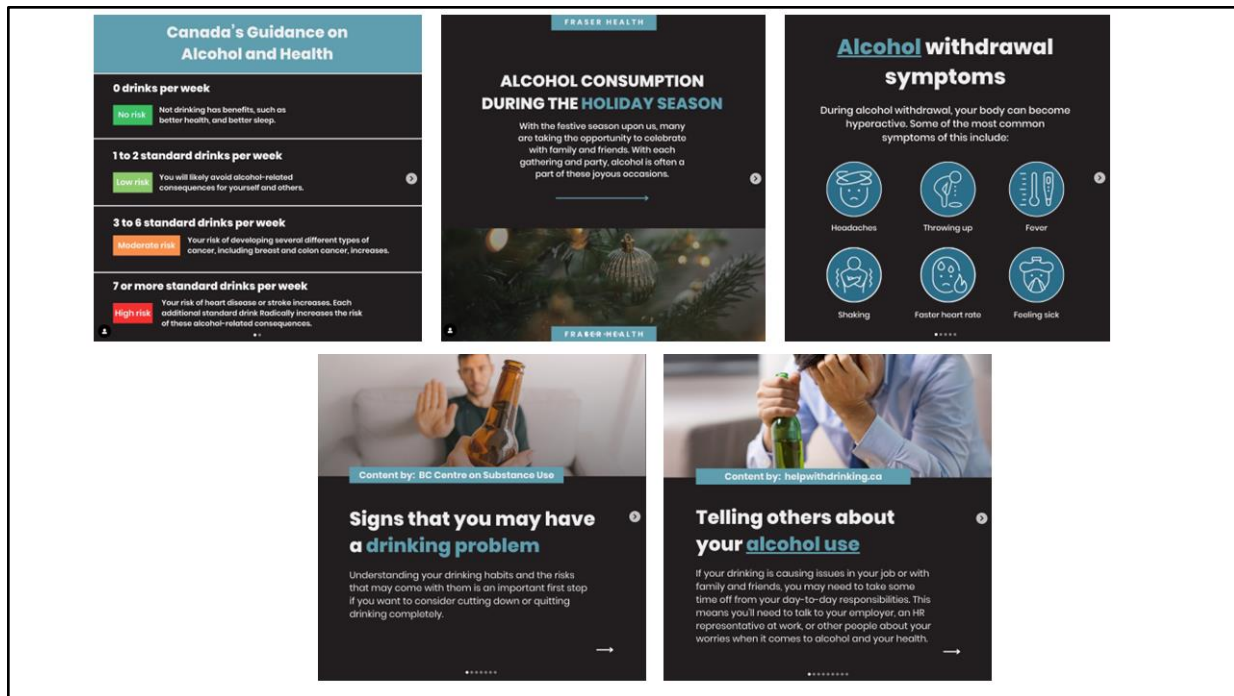 Canada's Guidance on
Alcohol and Health
0 drinks per week
No risk
Not drinking has benefits, such as
better health, and better sleep.
1 to 2 standard drinks per week
Low risk
You will likely avoid alcohol-related
consequences for yourself and others.
3 to 6 standard drinks per week
Moderate risk
Your risk of developing several different types of
cancer, including breast and colon cancer, increases.
7 or more standard drinks per week
High risk
Your risk of heart disease or stroke increases. Each
additional standard drink Radically increases the risk
of these alcohol-related consequences.
FRASER HEALTH
ALCOHOL CONSUMPTION
DURING THE HOLIDAY SEASON
With the festive season upon us, many
are taking the opportunity to celebrate
with family and friends. With each
gathering and party, alcohol is often a
part of these joyous occasions.
FRASER HEALTH
Alcohol withdrawal
symptoms
During alcohol withdrawal, your body can become
hyperactive. Some of the most common
symptoms of this include:
Headaches
Throwing up
Fever
Shaking
Faster heart rate
Feeling sick
Content by: BC Centre on Substance Use
Signs that you may have
a drinking problem
Understanding your drinking habits and the risks
that may come with them is an important first step
if you want to consider cutting down or quitting
drinking completely.
Content by: helpwithdrinking.ca
Telling others about
your alcohol use
If your drinking is causing issues in your job or with
family and friends, you may need to take some
time off from your day-to-day responsibilities. This
means you'll need to talk to your employer, an HR
representative at work, or other people about your
worries when it comes to alcohol and your health.